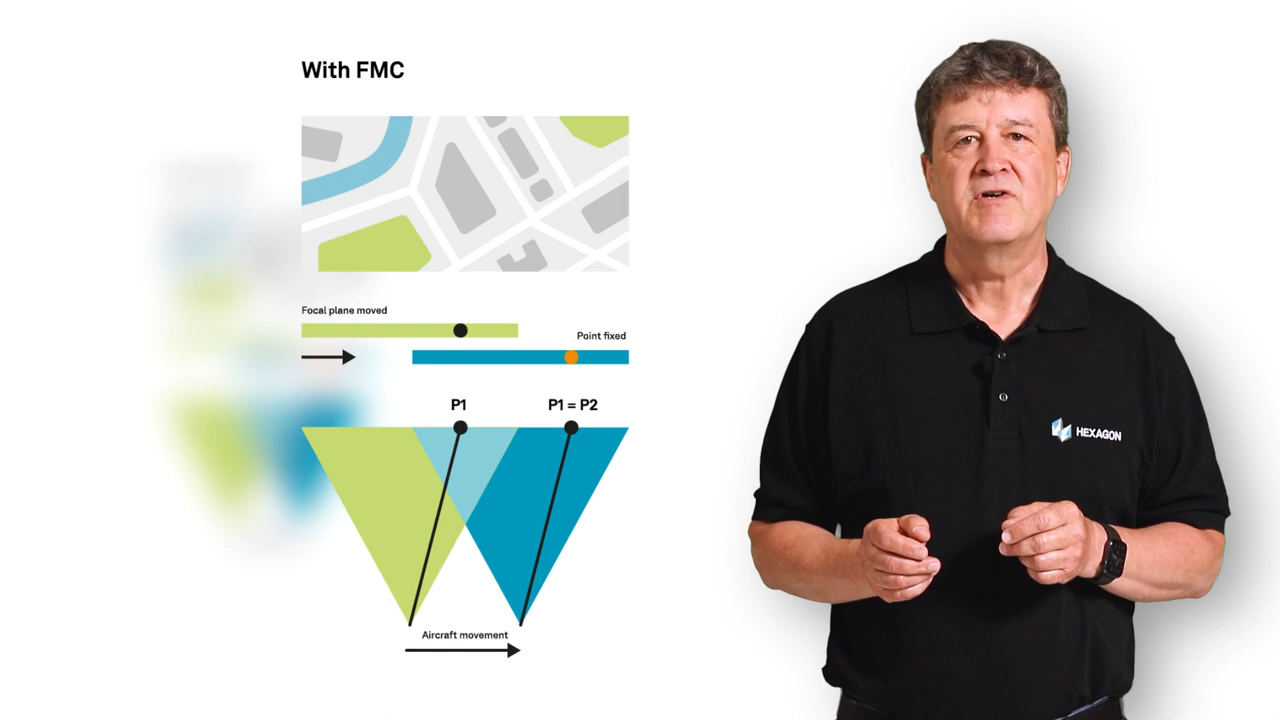 With FMC
Focal plane moved
Point fixed
P1
P1 = P2
Aircraft movement
HEXAGON